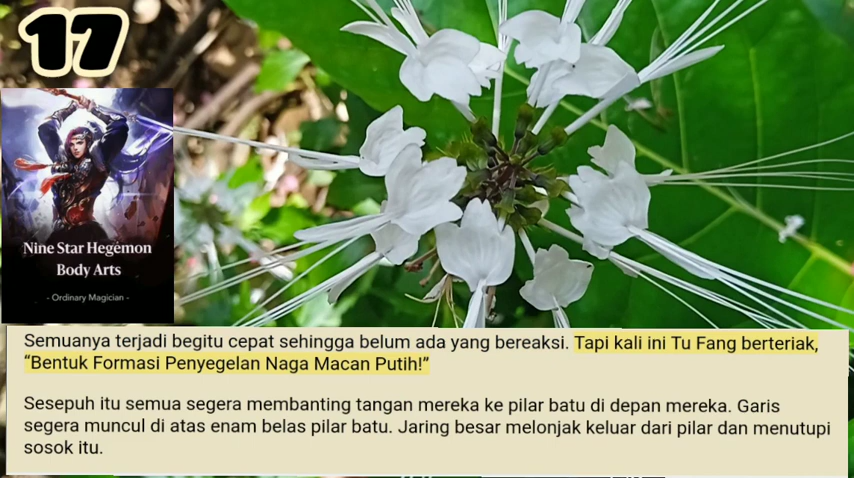 17
Nine Star Hegemon
Body Arts
- Ordinary Magician -
Semuanya terjadi begitu cepat sehingga belum ada yang bereaksi. Tapi kali ini Tu Fang berteriak,
“Bentuk Formasi Penyegelan Naga Macan Putih!”
Sesepuh itu semua segera membanting tangan mereka ke pilar batu di depan mereka. Garis
segera muncul di atas enam belas pilar batu. Jaring besar melonjak keluar dari pilar dan menutupi
sosok itu.